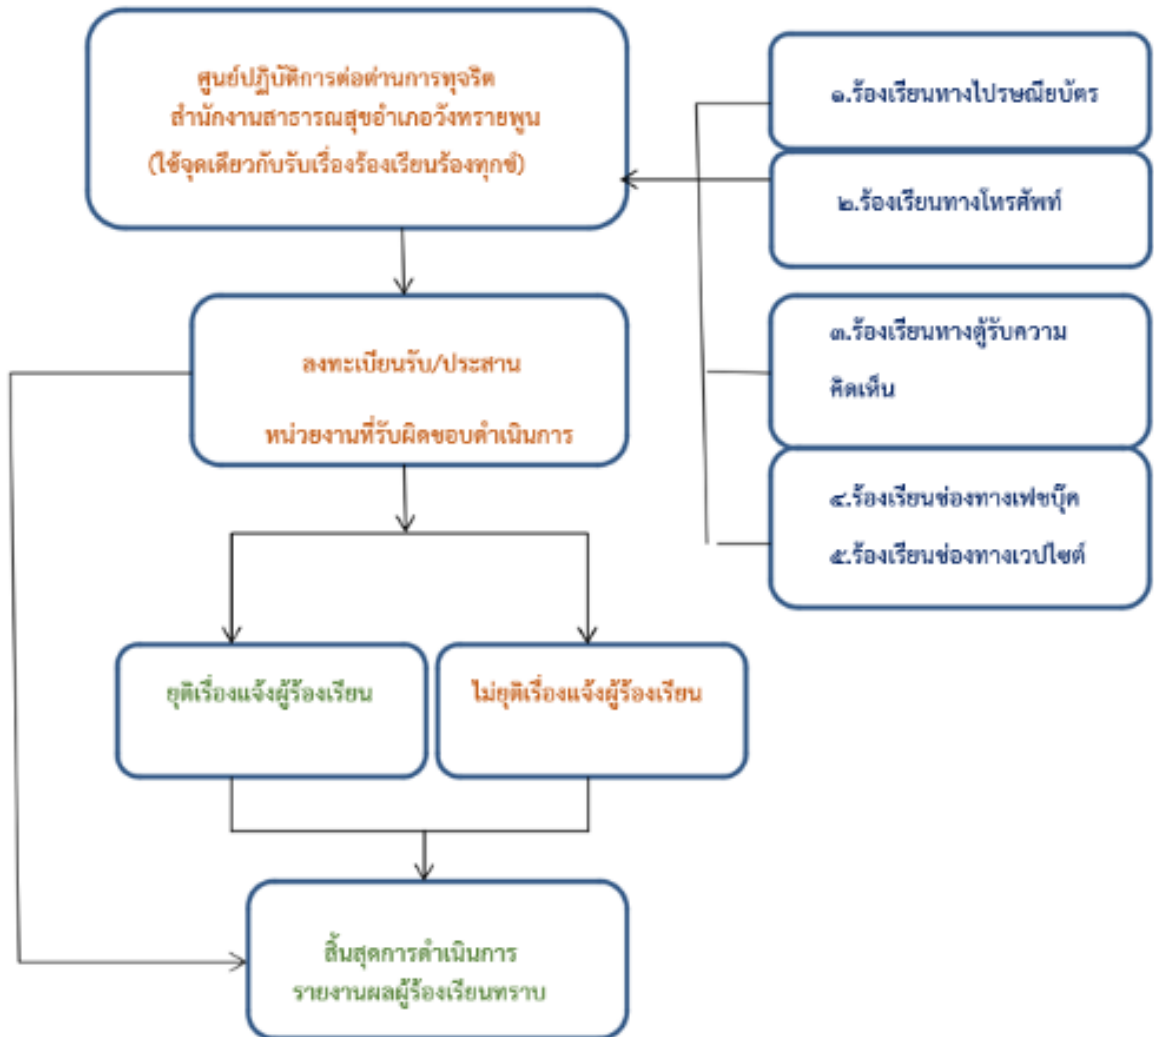 ศูนย์ปฏิบัติการต่อต่านการทุจริต
สำนักงานสาธารณสุขอำเภอวังทรายพูน
(ใช้จุดเดียวกับรับเรื่องร้องเรียนร้องทุกข์)
๑.ร้องเรียนทางไปรษณียบัตร
๒.ร้องเรียนทางโทรศัพท์
๓.ร้องเรียนทางตู้รับความ
คิดเห็น
๔.ร้องเรียนช่องทางเฟซบุ๊ค
๕.ร้องเรียนช่องทางเวปไซต์
ลงทะเบียนรับ/ประสาน
หน่วยงานที่รับผิดชอบดำเนินการ
ยุติเรื่องแจ้งผู้ร้องเรียน
ไม่ยุติเรื่องแจ้งผู้ร้องเรียน
สิ้นสุดการดำเนินการ
รายงานผลผู้ร้องเรียนทราบ